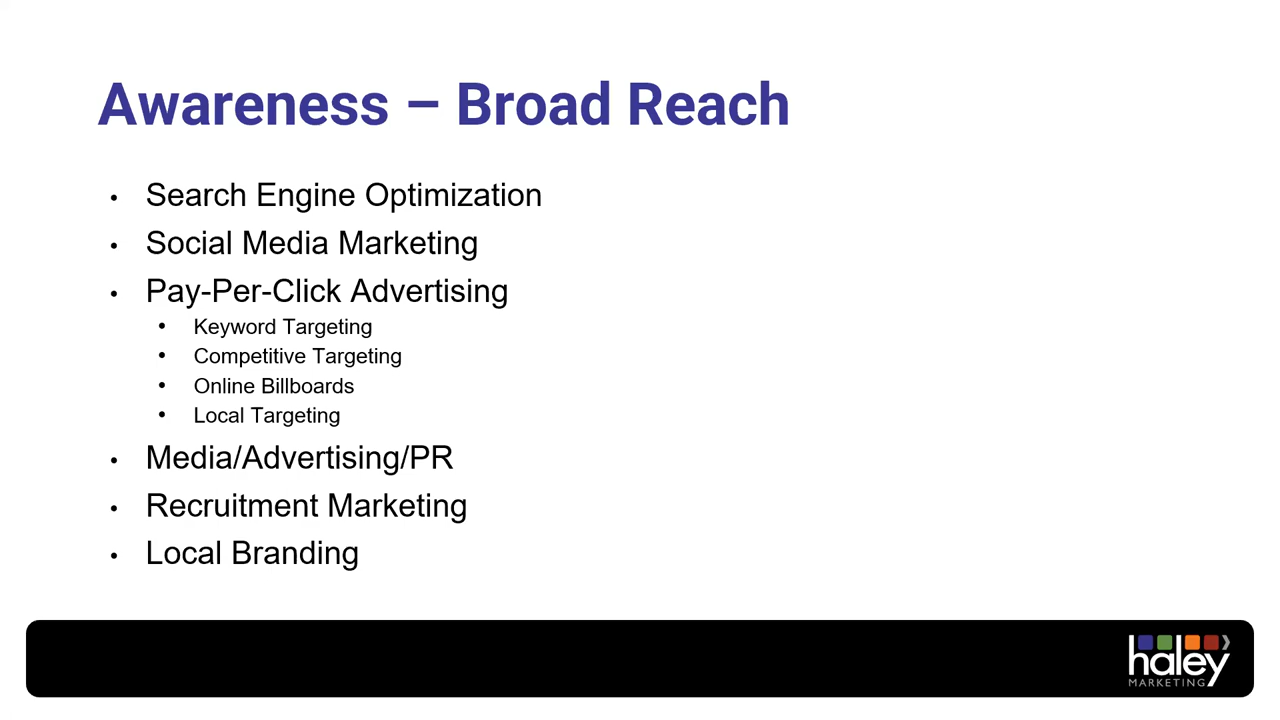 Awareness – Broad Reach
• Search Engine Optimization
• Social Media Marketing
• Pay-Per-Click Advertising
• Keyword Targeting
• Competitive Targeting
• Online Billboards
• Local Targeting
• Media/Advertising/PR
• Recruitment Marketing
• Local Branding
haley
MARKETING